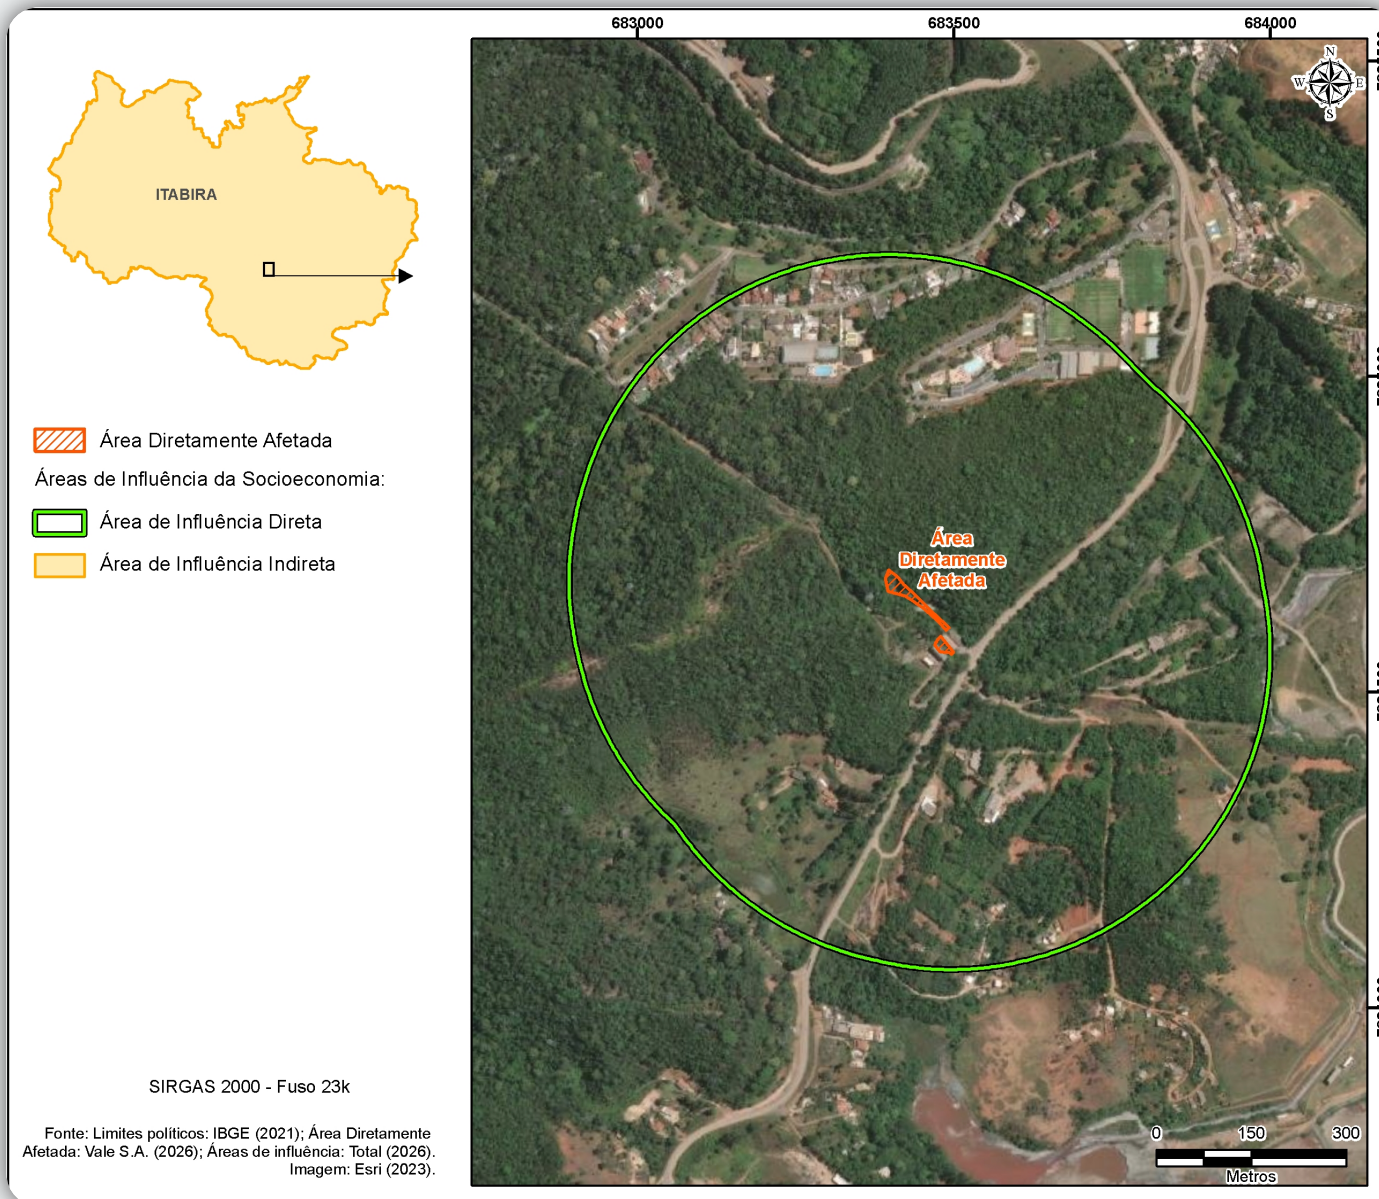 683000
683500
684000
N
W
E
S
ITABIRA
Área Diretamente Afetada
Áreas de Influência da Socioeconomia:
Área de Influência Direta
Área de Influência Indireta
Área
Diretamente
Afetada
SIRGAS 2000 - Fuso 23k
Fonte: Limites políticos: IBGE (2021); Área Diretamente
Afetada: Vale S.A. (2026); Áreas de influência: Total (2026).
Imagem: Esri (2023).
0
150
300
Metros